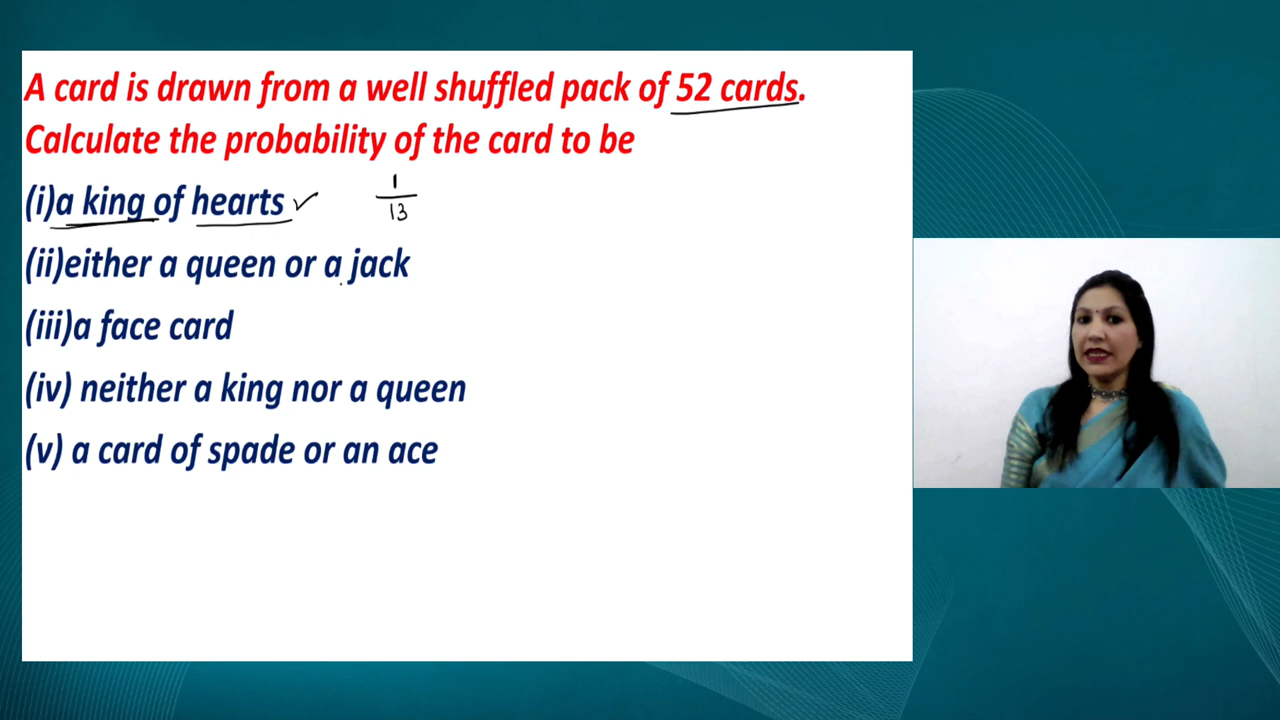 A card is drawn from a well shuffled pack of 52 cards.
Calculate the probability of the card to be
(i)a king of hearts ✓ 1/13
(ii)either a queen or a jack
(iii)a face card
(iv) neither a king nor a queen
(v) a card of spade or an ace